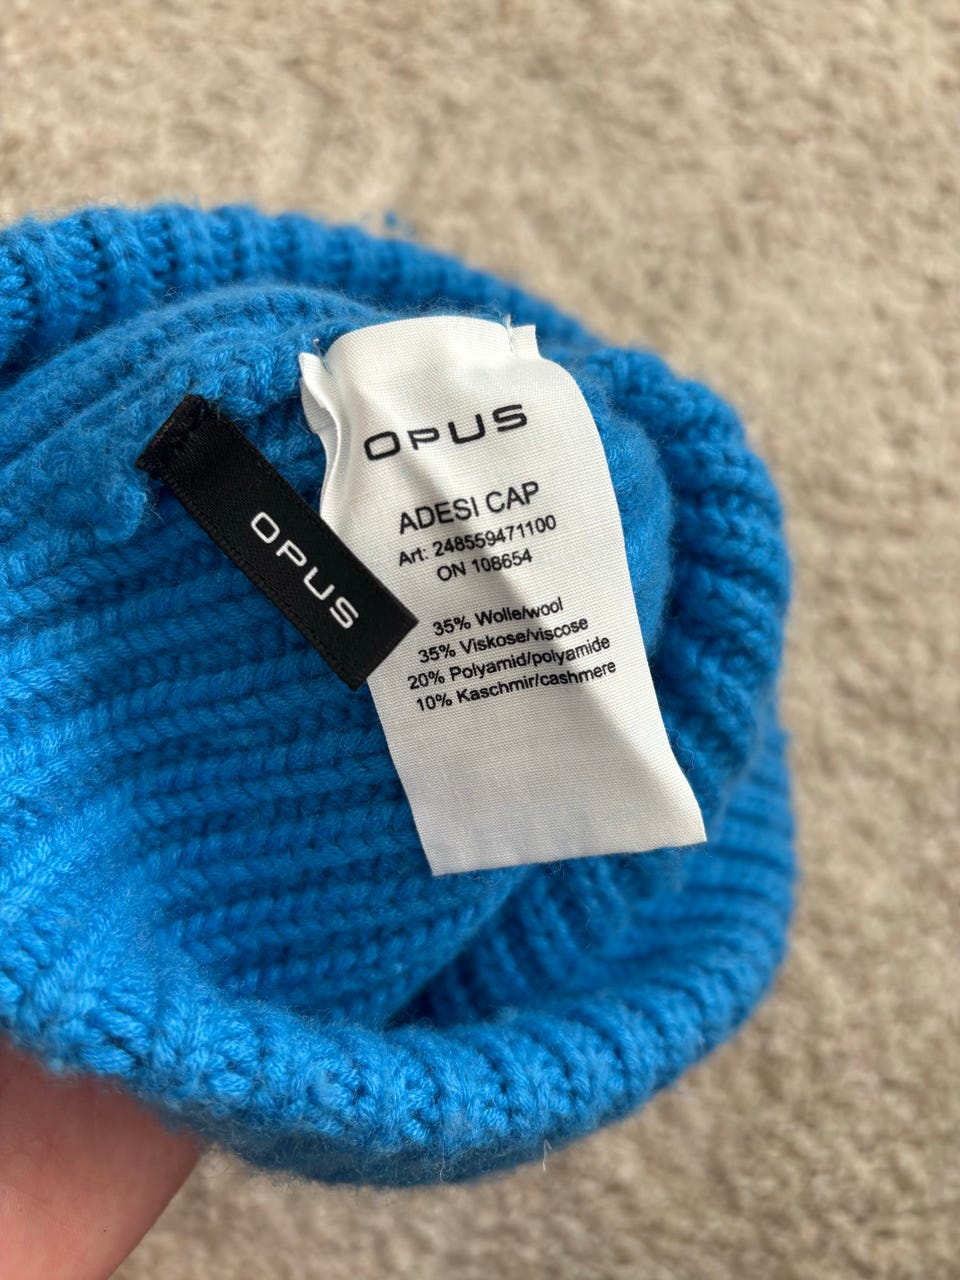 OPUS
ADESI CAP
Art: 248559471100
ON 108654
35% Wolle/wool
35% Viskose/viscose
20% Polyamid/polyamide
10% Kaschmir/cashmere
OPUS